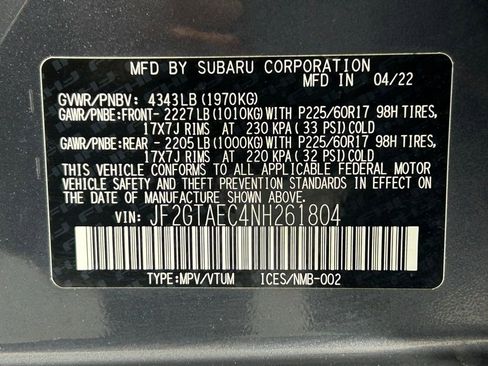 MFD BY SUBARU CORPORATION
IN 04/22
GVWR/PNBV: 4343LB (1970KG)
GAWR/PNBE:FRONT- 2227LB (1010KG)WITH P225/60R17 98H TIRES,
17X7J RIMS AT 230 KPA (33 PSI)COLD
GAWR/PNBE:REAR - 2205LB (1000KG)WITH P225/60R17 98H TIRES,
17X7J RIMS AT 220 KPA (32 PSI)COLD
THIS VEHICLE CONFORMS TO ALL APPLICABLE FEDERAL MOTOR
VEHICLE SAFETY AND THEFT PREVENTION STANDARDS IN EFFECT ON
THE DATE OF MANUFACTURE SHOWN ABOVE.
VIN: JF2GTAEC4NH261804
TYPE:MPV/VTUM ICES/NMB-002